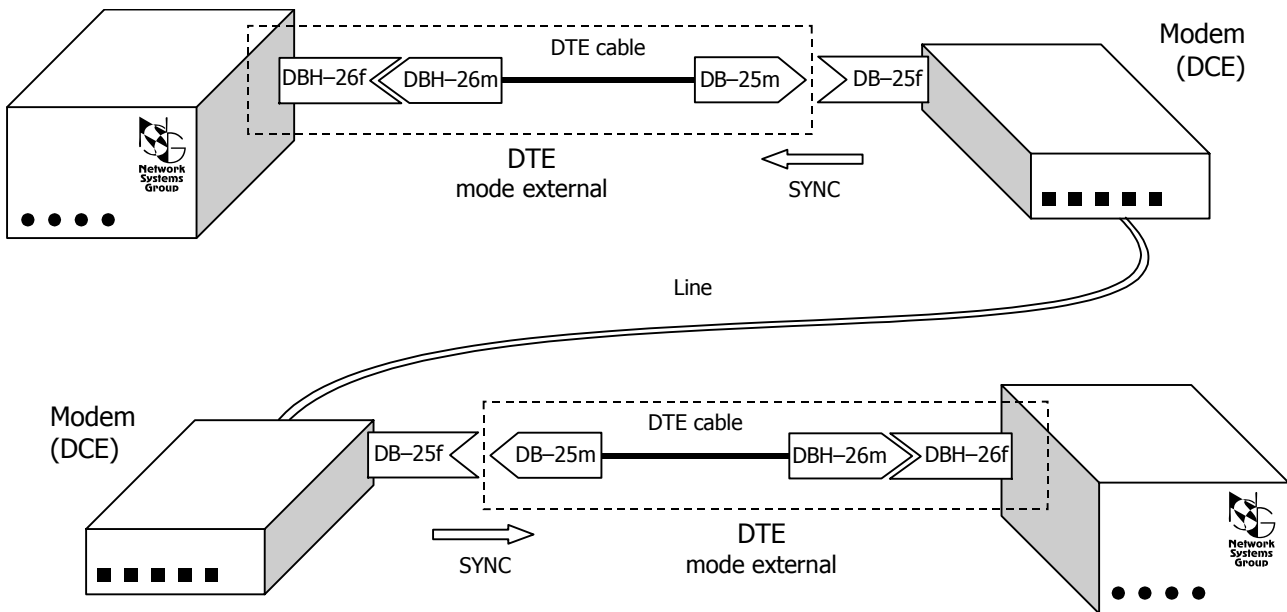 DTE cable
Modem
(DCE)
DBH–26f
DBH–26m
DB–25m
DB–25f
NSG
Network
Systems
Group
DTE
mode external
SYNC
Line
Modem
(DCE)
DTE cable
DB–25f
DB–25m
DBH–26m
DBH–26f
SYNC
DTE
mode external
NSG
Network
Systems
Group